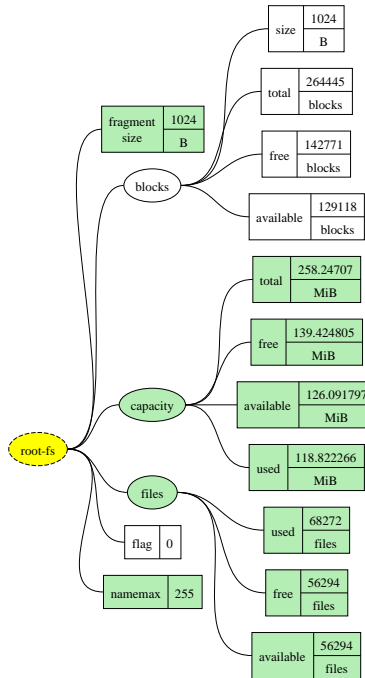 size
1024
B
total
264445
blocks
fragment
size
1024
B
free
142771
blocks
blocks
available
129118
blocks
total
258.24707
MiB
free
139.424805
MiB
capacity
available
126.091797
MiB
root-fs
used
118.822266
MiB
files
used
68272
files
flag
0
free
56294
files
namemax
255
available
56294
files